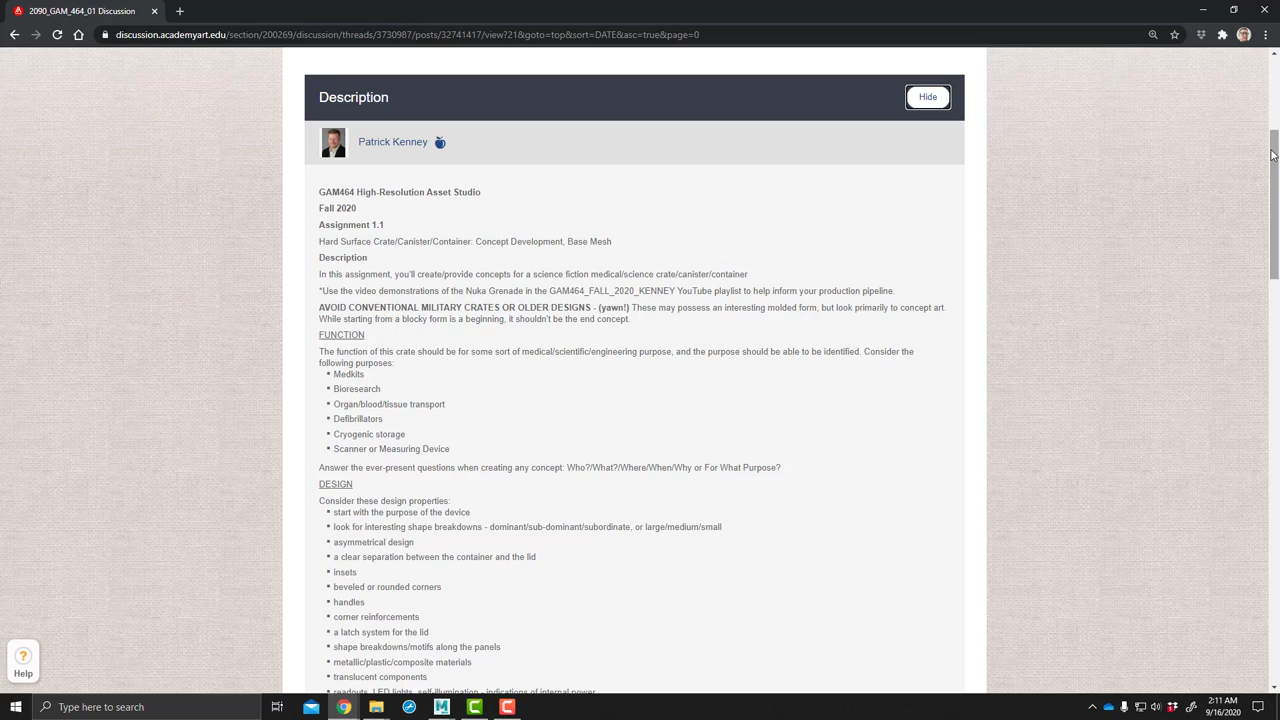 2090_GAM_464_01 Discussion
discussion.academyart.edu/section/200269/discussion/threads/3730987/posts/32741417/view?21&goto=top&sort=DATE&asc=true&page=0
Description
Hide
Patrick Kenney
GAM464 High-Resolution Asset Studio
Fall 2020
Assignment 1.1
Hard Surface Crate/Canister/Container: Concept Development, Base Mesh
Description
In this assignment, you'll create/provide concepts for a science fiction medical/science crate/canister/container
*Use the video demonstrations of the Nuka Grenade in the GAM464_FALL_2020_KENNEY YouTube playlist to help inform your production pipeline.
AVOID CONVENTIONAL MILITARY CRATES OR OLDER DESIGNS - (yawn!) These may possess an interesting molded form, but look primarily to concept art.
While starting from a blocky form is a beginning, it shouldn't be the end concept.
FUNCTION
The function of this crate should be for some sort of medical/scientific/engineering purpose, and the purpose should be able to be identified. Consider the
following purposes:
▪ Medkits
▪ Bioresearch
▪ Organ/blood/tissue transport
▪ Defibrillators
▪ Cryogenic storage
▪ Scanner or Measuring Device
Answer the ever-present questions when creating any concept: Who?/What?/Where/When/Why or For What Purpose?
DESIGN
Consider these design properties:
▪ start with the purpose of the device
▪ look for interesting shape breakdowns - dominant/sub-dominant/subordinate, or large/medium/small
▪ asymmetrical design
▪ a clear separation between the container and the lid
▪ insets
▪ beveled or rounded corners
▪ handles
▪ corner reinforcements
▪ a latch system for the lid
▪ shape breakdowns/motifs along the panels
▪ metallic/plastic/composite materials
▪ translucent components
▪ readouts, LED lights, self-illumination - indications of internal power
Help
Type here to search
2:11 AM
9/16/2020